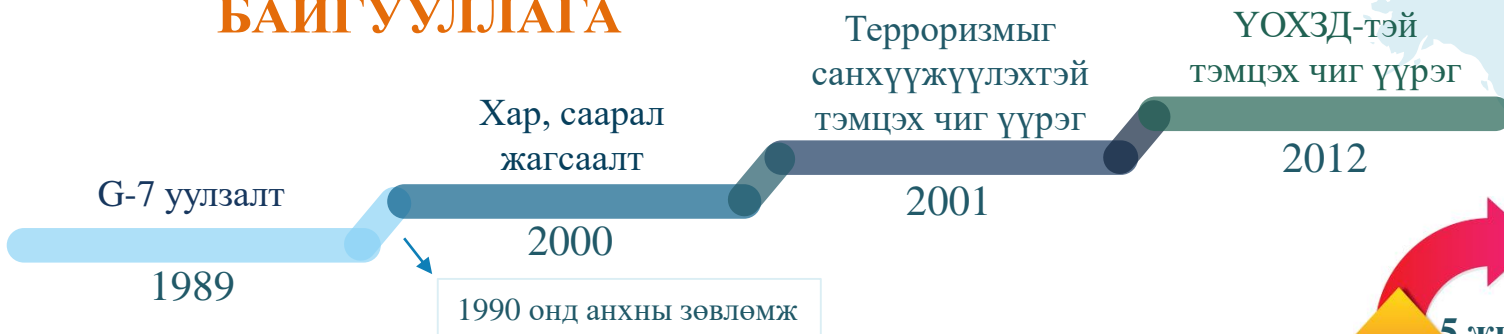 БАЙГУУЛЛАГА
G-7 уулзалт
1989
Хар, саарал
жагсаалт
2000
1990 онд анхны зөвлөмж
Терроризмыг
санхүүжүүлэхтэй
тэмцэх чиг үүрэг
2001
ҮОХЗД-тэй
тэмцэх чиг үүрэг
2012
5